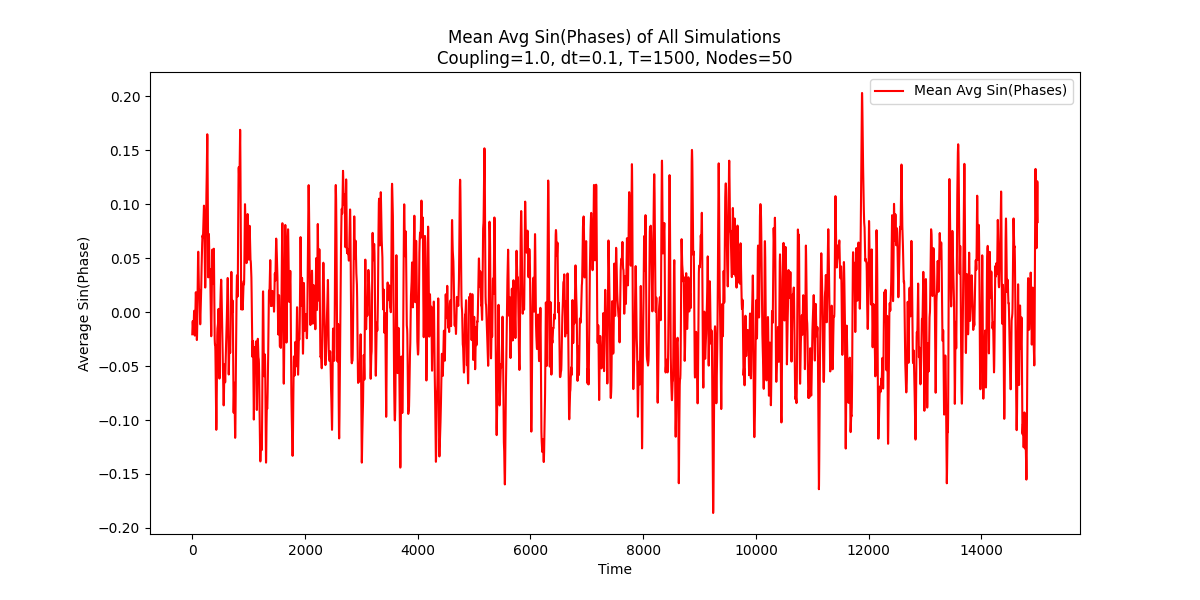 Mean Avg Sin(Phases) of All Simulations
Coupling=1.0, dt=0.1, T=1500, Nodes=50
Mean Avg Sin(Phases)
0.20
0.15
0.10
0.05
0.00
−0.05
−0.10
−0.15
−0.20
Average Sin(Phase)
0 2000 4000 6000 8000 10000 12000 14000
Time